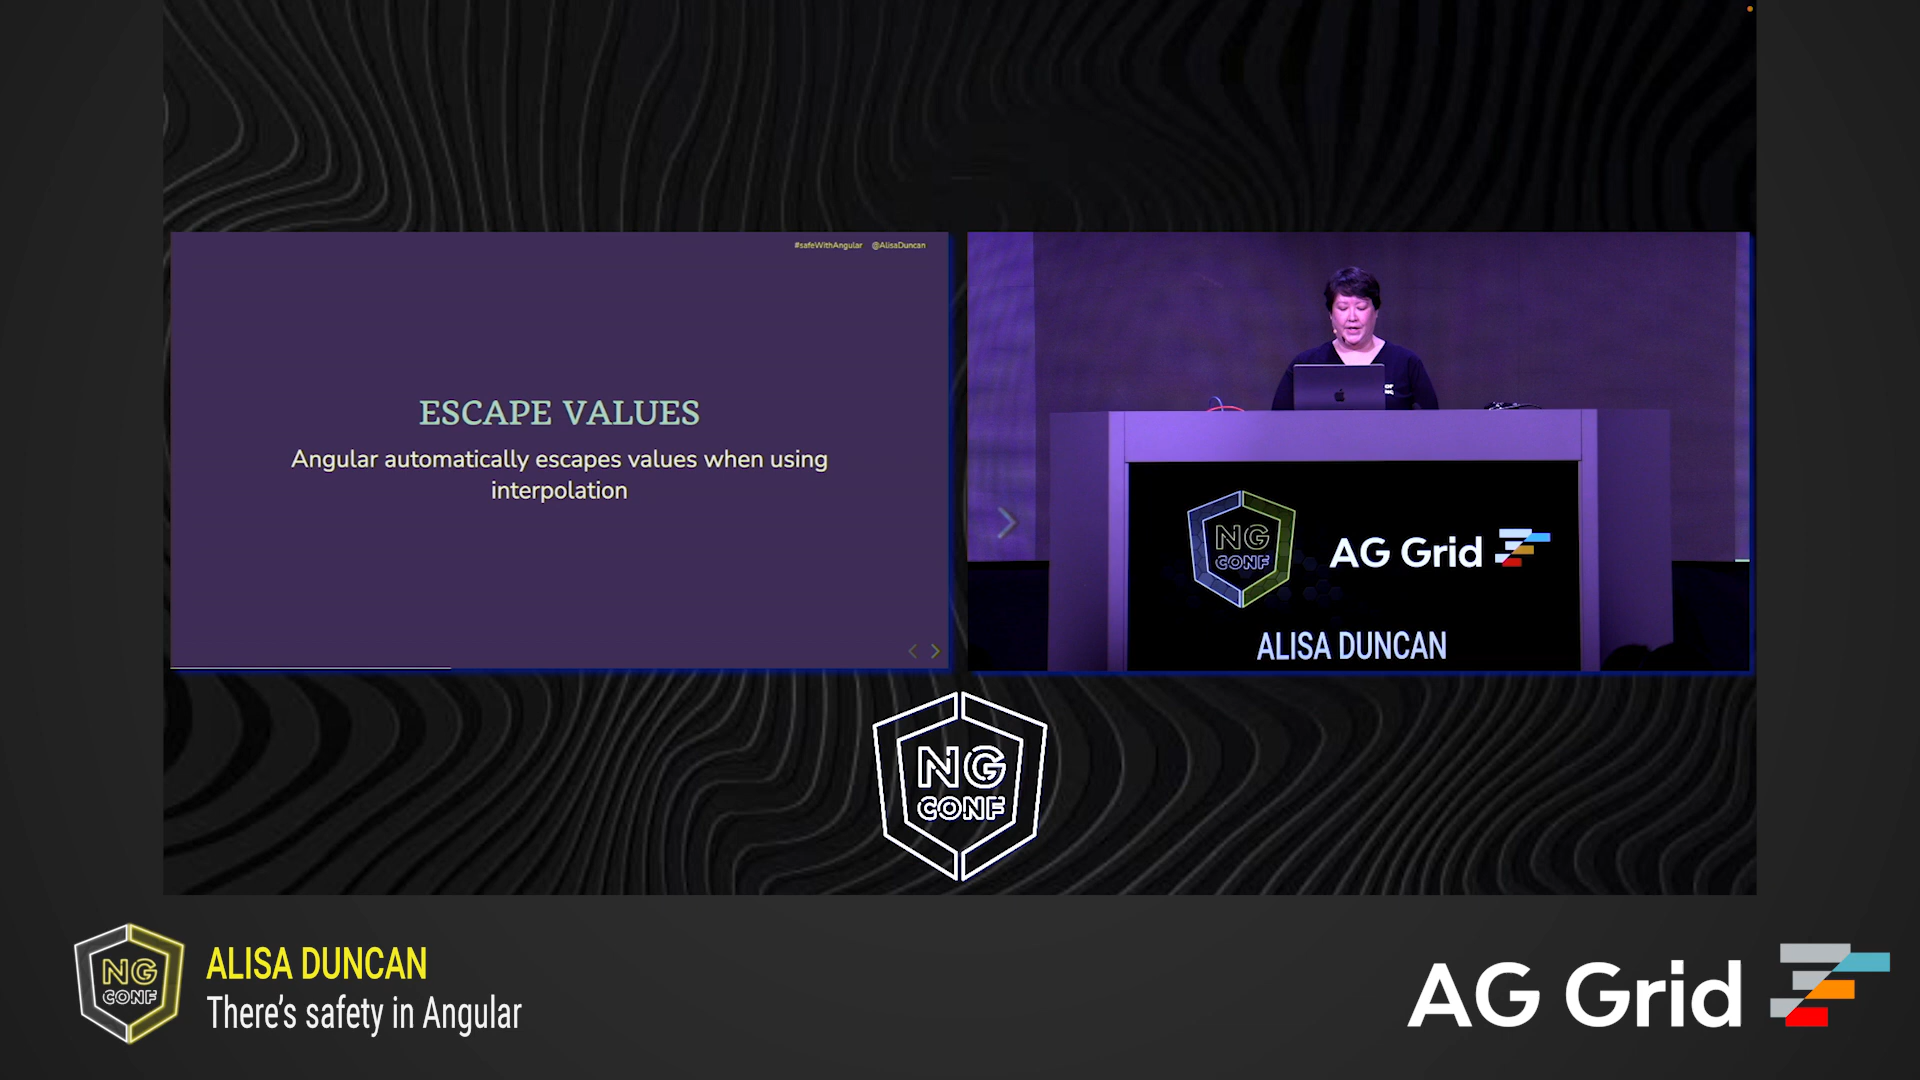 #safeWithAngular @AlisaDuncan
ESCAPE VALUES
Angular automatically escapes values when using
interpolation
NG
CONF
AG Grid
ALISA DUNCAN
NG
CONF
NG
CONF
ALISA DUNCAN
There's safety in Angular
AG Grid